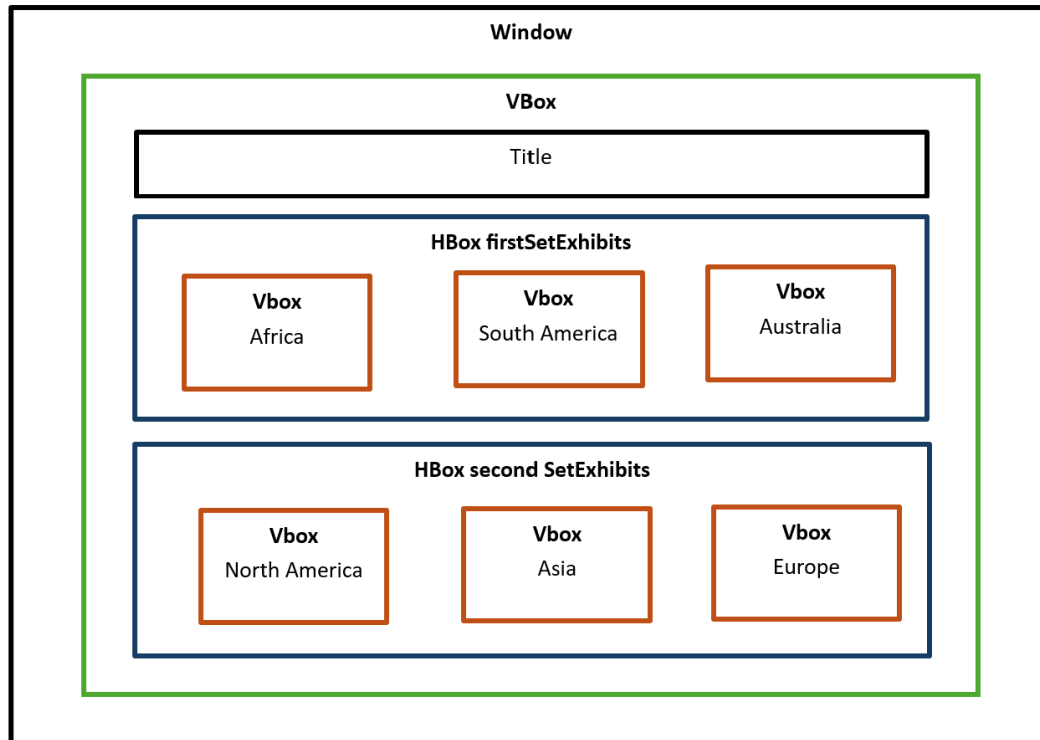 Window
VBox
Title
HBox firstSetExhibits
Vbox
Africa
Vbox
South America
Vbox
Australia
HBox second SetExhibits
Vbox
North America
Vbox
Asia
Vbox
Europe